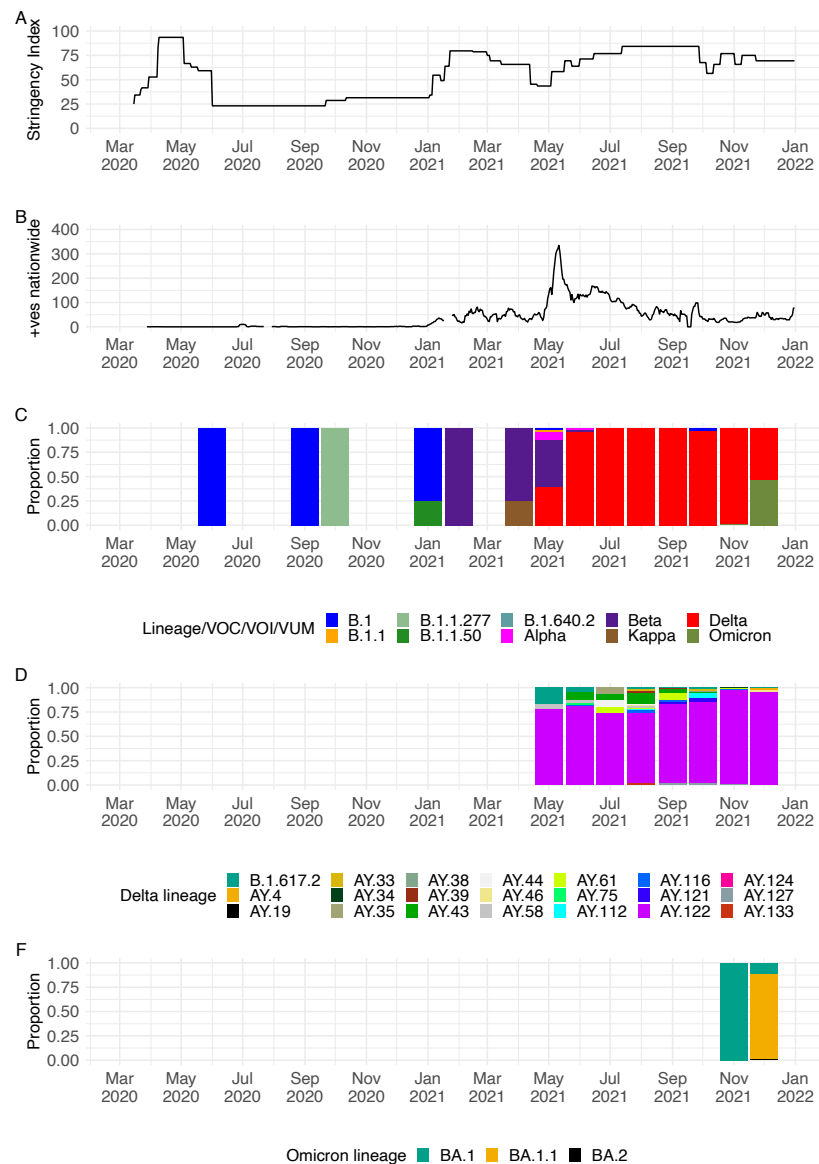 A
Stringency Index
100
75
50
25
0
Mar May Jul Sep Nov Jan Mar May Jul Sep Nov Jan
2020 2020 2020 2020 2020 2021 2021 2021 2021 2021 2021 2022
B
+ves nationwide
400
300
200
100
0
Mar May Jul Sep Nov Jan Mar May Jul Sep Nov Jan
2020 2020 2020 2020 2020 2021 2021 2021 2021 2021 2021 2022
C
Proportion
1.00
0.75
0.50
0.25
0.00
Mar May Jul Sep Nov Jan Mar May Jul Sep Nov Jan
2020 2020 2020 2020 2020 2021 2021 2021 2021 2021 2021 2022
Lineage/VOC/VOI/VUM
B.1 B.1.1.277 B.1.640.2 Beta Delta
B.1.1 B.1.1.50 Alpha Kappa Omicron
D
Proportion
1.00
0.75
0.50
0.25
0.00
Mar May Jul Sep Nov Jan Mar May Jul Sep Nov Jan
2020 2020 2020 2020 2020 2021 2021 2021 2021 2021 2021 2022
Delta lineage
B.1.617.2 AY.33 AY.38 AY.44 AY.61 AY.116 AY.124
AY.4 AY.34 AY.39 AY.46 AY.75 AY.121 AY.127
AY.19 AY.35 AY.43 AY.58 AY.112 AY.122 AY.133
F
Proportion
1.00
0.75
0.50
0.25
0.00
Mar May Jul Sep Nov Jan Mar May Jul Sep Nov Jan
2020 2020 2020 2020 2020 2021 2021 2021 2021 2021 2021 2022
Omicron lineage BA.1 BA.1.1 BA.2